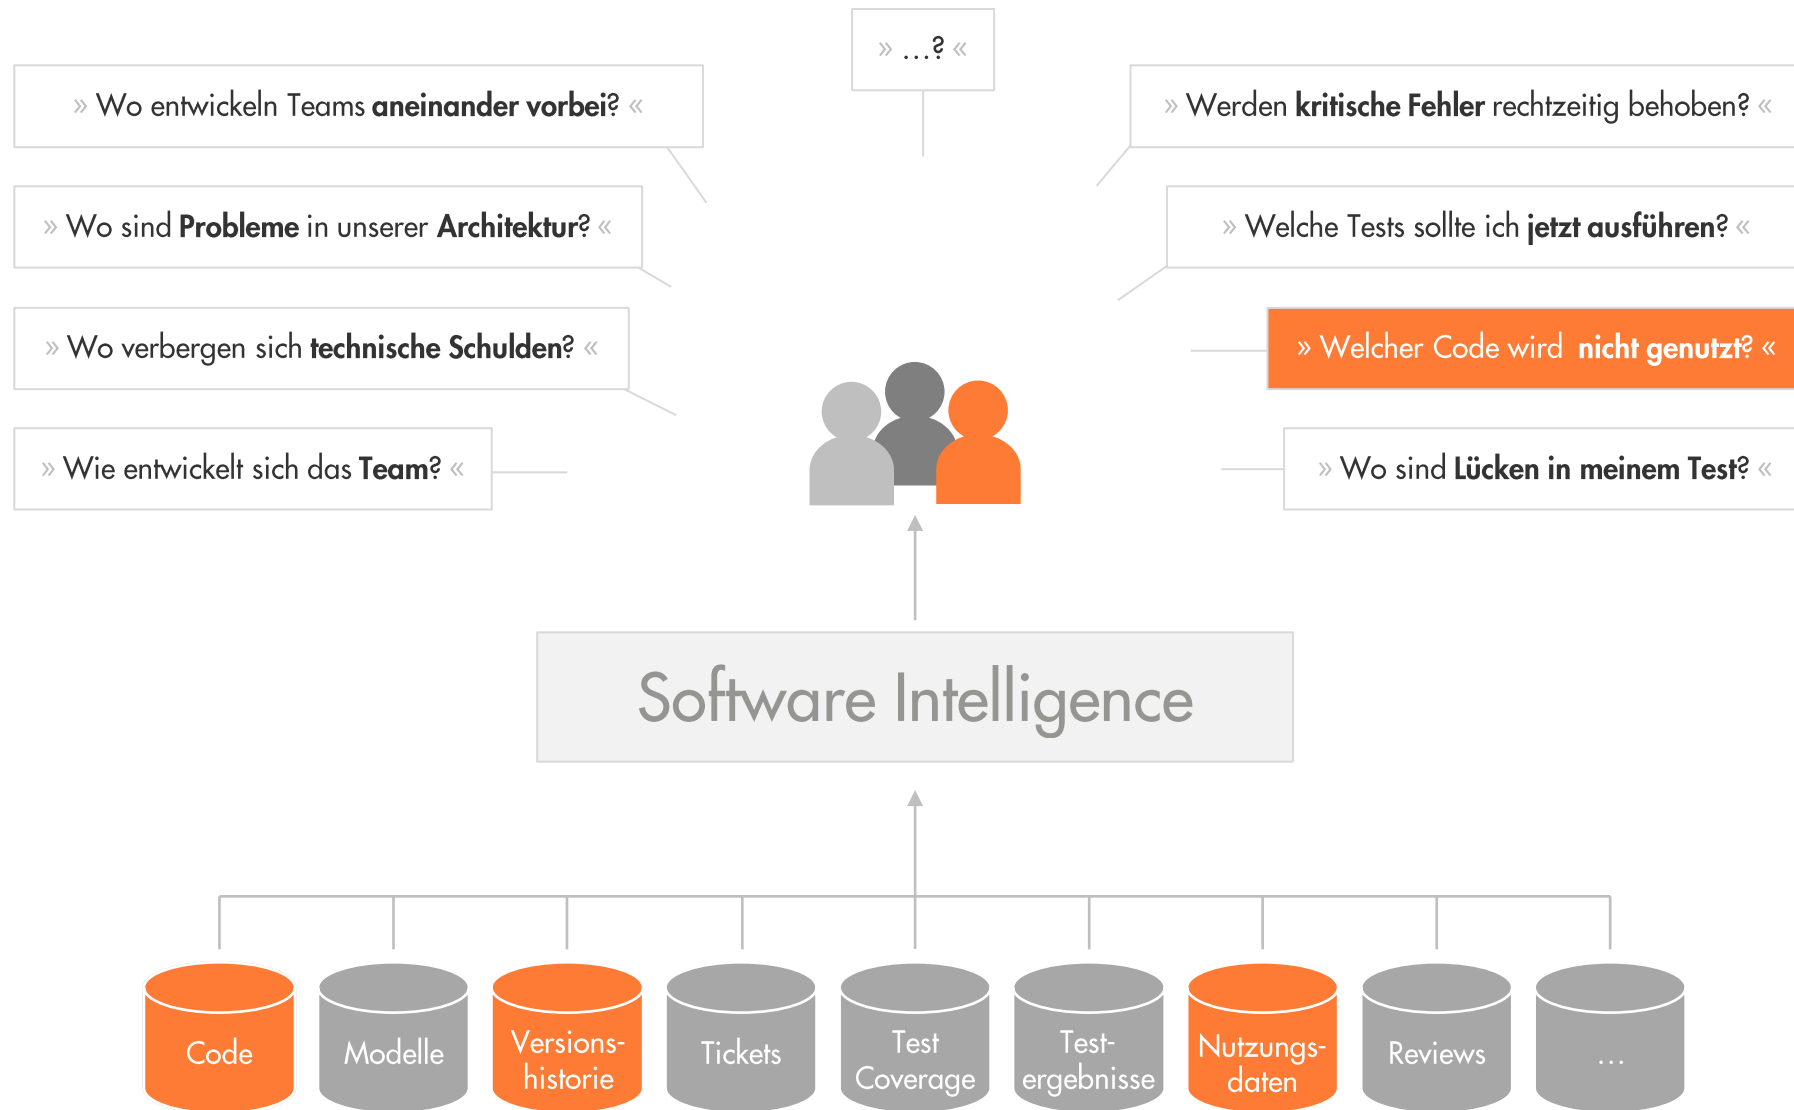 » ...? «
» Wo entwickeln Teams aneinander vorbei? «
» Werden kritische Fehler rechtzeitig behoben? «
» Wo sind Probleme in unserer Architektur? «
» Welche Tests sollte ich jetzt ausführen? «
» Wo verbergen sich technische Schulden? «
» Welcher Code wird nicht genutzt? «
» Wie entwickelt sich das Team? «
» Wo sind Lücken in meinem Test? «
Software Intelligence
Code
Modelle
Versions-
historie
Tickets
Test
Coverage
Test-
ergebnisse
Nutzungs-
daten
Reviews
...